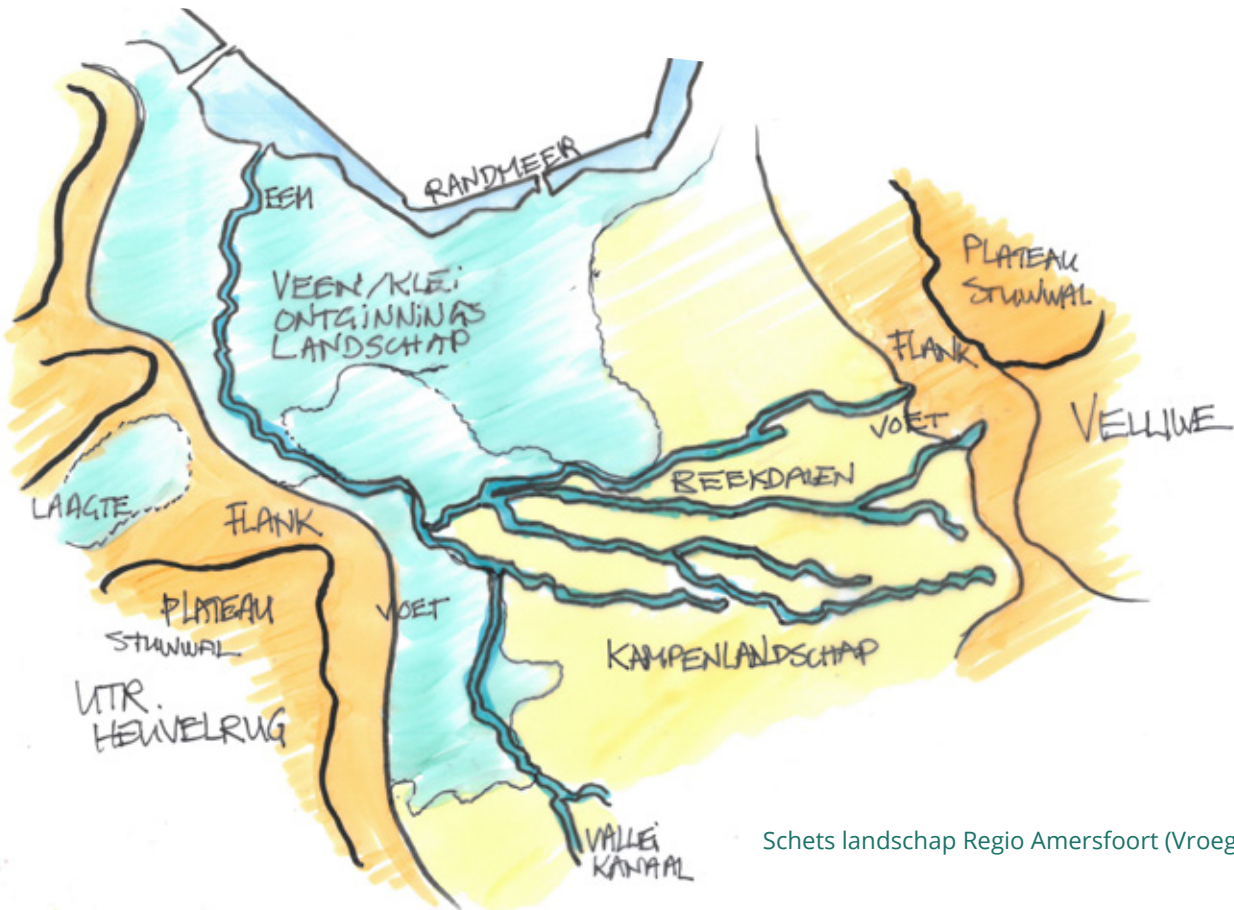 RANDMEER
EEM
VEEN/KLEI
ONTGINNINGS
LANDSCHAP
PLATEAU
STUWWAL
FLANK
VOET
VELUWE
BEEKDALEN
LAAGTE
FLANK
PLATEAU
STUWWAL
VOET
KAMPENLANDSCHAP
UTR.
HEUVELRUG
VALLEI
KANAAL
Schets landschap Regio Amersfoort (Vroeg